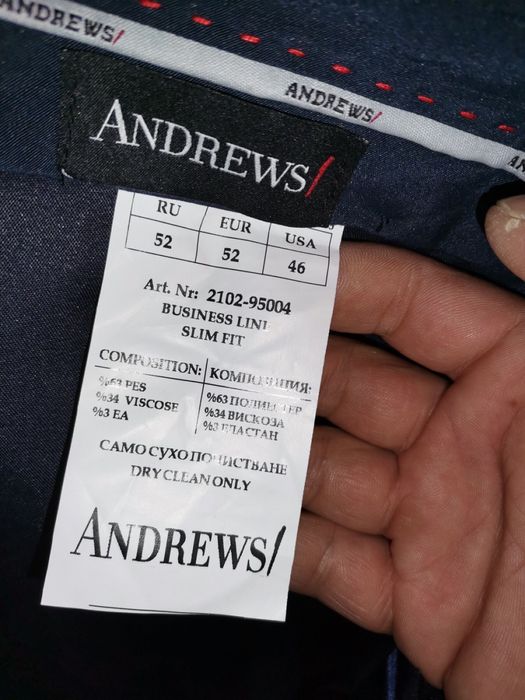 ANDREWS/
ANDREWS/
AN
ANDREWS/
RU EUR USA
52 52 46
Art. Nr: 2102-95004
BUSINESS LINE
SLIM FIT
COMPOSITION: КОМПОЗИЦИЯ:
%63 PES %63 ПОЛИЕСТЕР
%34 VISCOSE %34 ВИСКОЗА
%3 EA %3 ЕЛАСТАН
САМО СУХО ПОЧИСТВАНЕ
DRY CLEAN ONLY
ANDREWS/